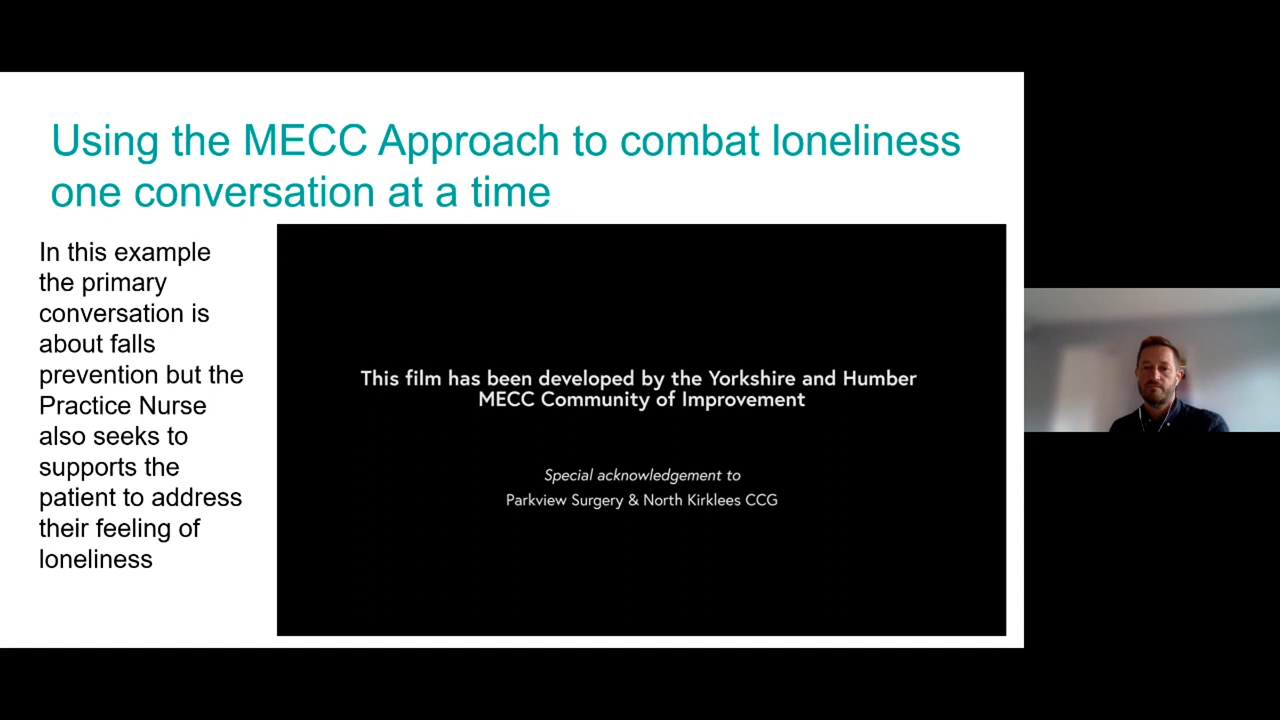 Using the MECC Approach to combat loneliness
one conversation at a time
In this example
the primary
conversation is
about falls
prevention but the
Practice Nurse
also seeks to
supports the
patient to address
their feeling of
loneliness
This film has been developed by the Yorkshire and Humber
MECC Community of Improvement
Special acknowledgement to
Parkview Surgery & North Kirklees CCG